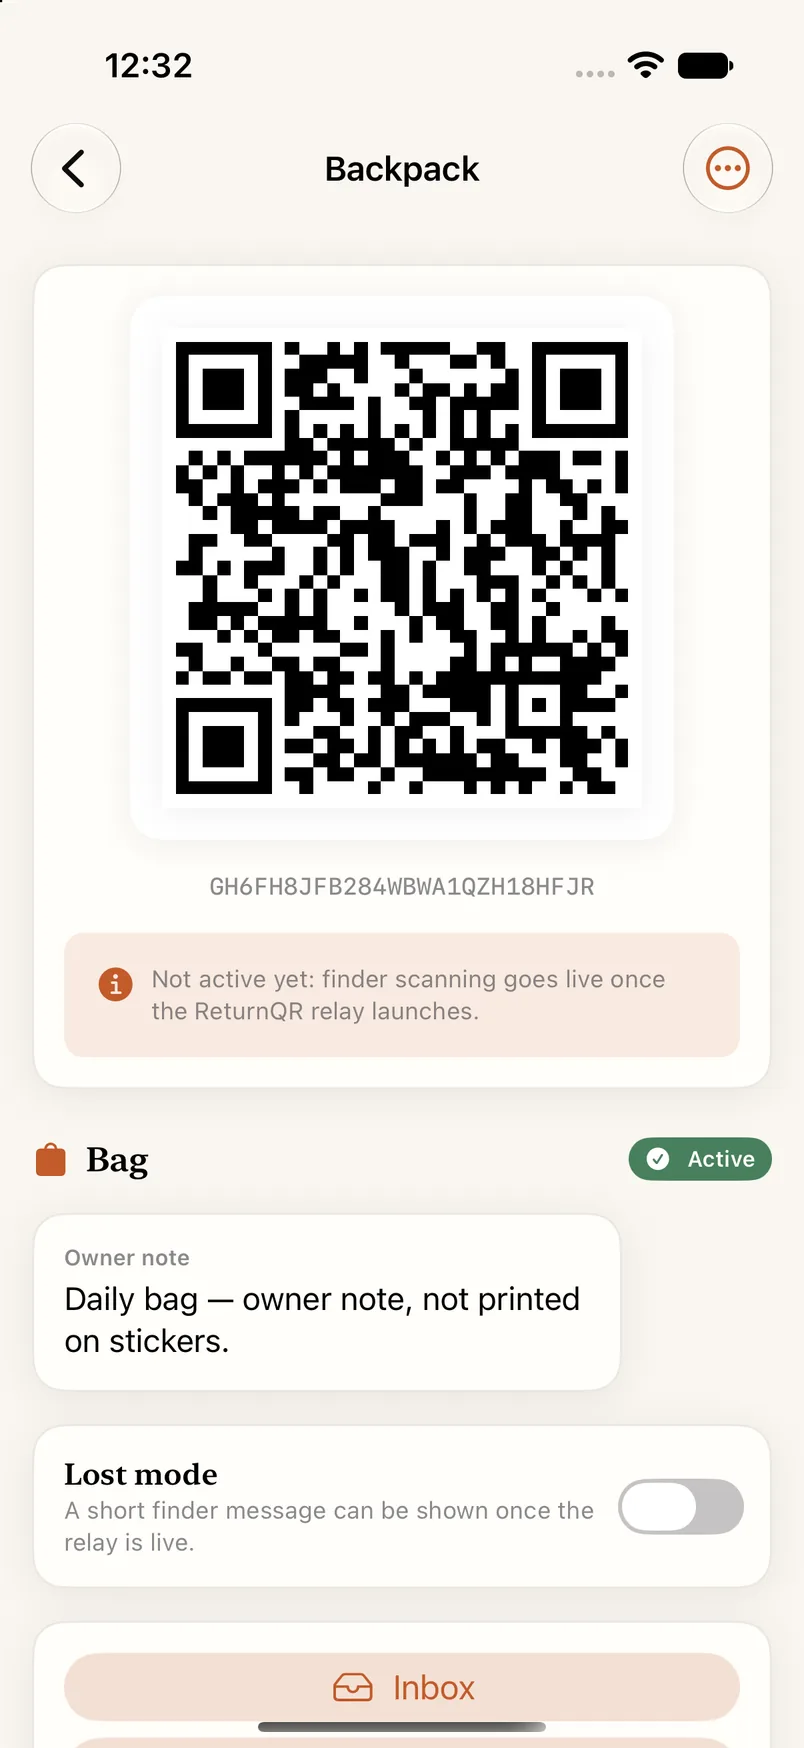 12:32
Backpack
GH6FH8JFB284WBWA1QZH18HFJR
Not active yet: finder scanning goes live once
the ReturnQR relay launches.
Bag
Active
Owner note
Daily bag — owner note, not printed
on stickers.
Lost mode
A short finder message can be shown once the
relay is live.
Inbox